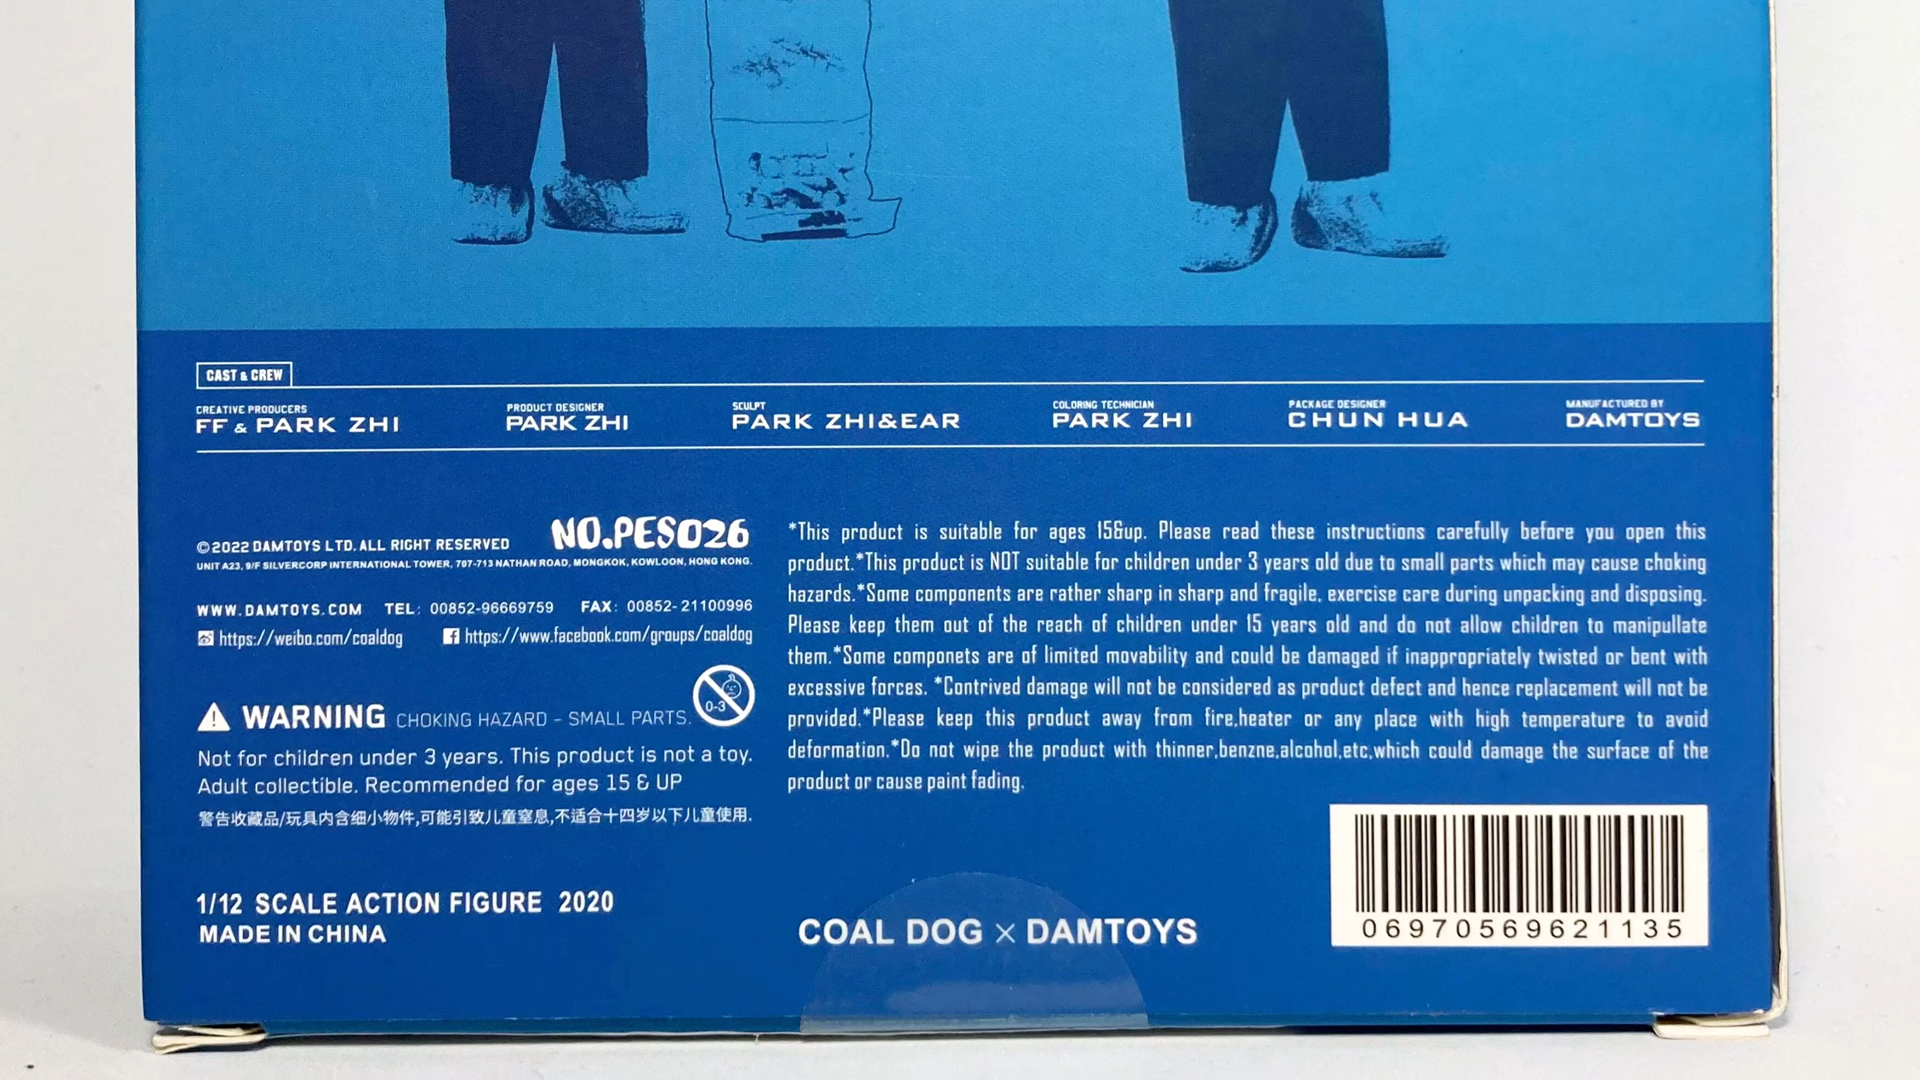 CAST & CREW
CREATIVE PRODUCERS
FF & PARK ZHI
PRODUCT DESIGNER
PARK ZHI
SCULPT
PARK ZHI&EAR
COLORING TECHNICIAN
PARK ZHI
PACKAGE DESIGNER
CHUN HUA
MANUFACTURED BY
DAMTOYS
©2022 DAMTOYS LTD. ALL RIGHT RESERVED
NO.PES026
UNIT A23, 9/F SILVERCORP INTERNATIONAL TOWER, 707-713 NATHAN ROAD, MONGKOK, KOWLOON, HONG KONG.
WWW.DAMTOYS.COM TEL: 00852-96669759 FAX: 00852-21100996
https://weibo.com/coaldog https://www.facebook.com/groups/coaldog
WARNING CHOKING HAZARD - SMALL PARTS.
0-3
Not for children under 3 years. This product is not a toy.
Adult collectible. Recommended for ages 15 & UP
警告收藏品/玩具内含细小物件,可能引致儿童窒息,不适合十四岁以下儿童使用.
1/12 SCALE ACTION FIGURE 2020
MADE IN CHINA
*This product is suitable for ages 15&up. Please read these instructions carefully before you open this
product.*This product is NOT suitable for children under 3 years old due to small parts which may cause choking
hazards.*Some components are rather sharp in sharp and fragile, exercise care during unpacking and disposing.
Please keep them out of the reach of children under 15 years old and do not allow children to manipullate
them.*Some componets are of limited movability and could be damaged if inappropriately twisted or bent with
excessive forces. *Contrived damage will not be considered as product defect and hence replacement will not be
provided.*Please keep this product away from fire,heater or any place with high temperature to avoid
deformation.*Do not wipe the product with thinner,benzne,alcohol,etc,which could damage the surface of the
product or cause paint fading.
COAL DOG × DAMTOYS
06970569621135